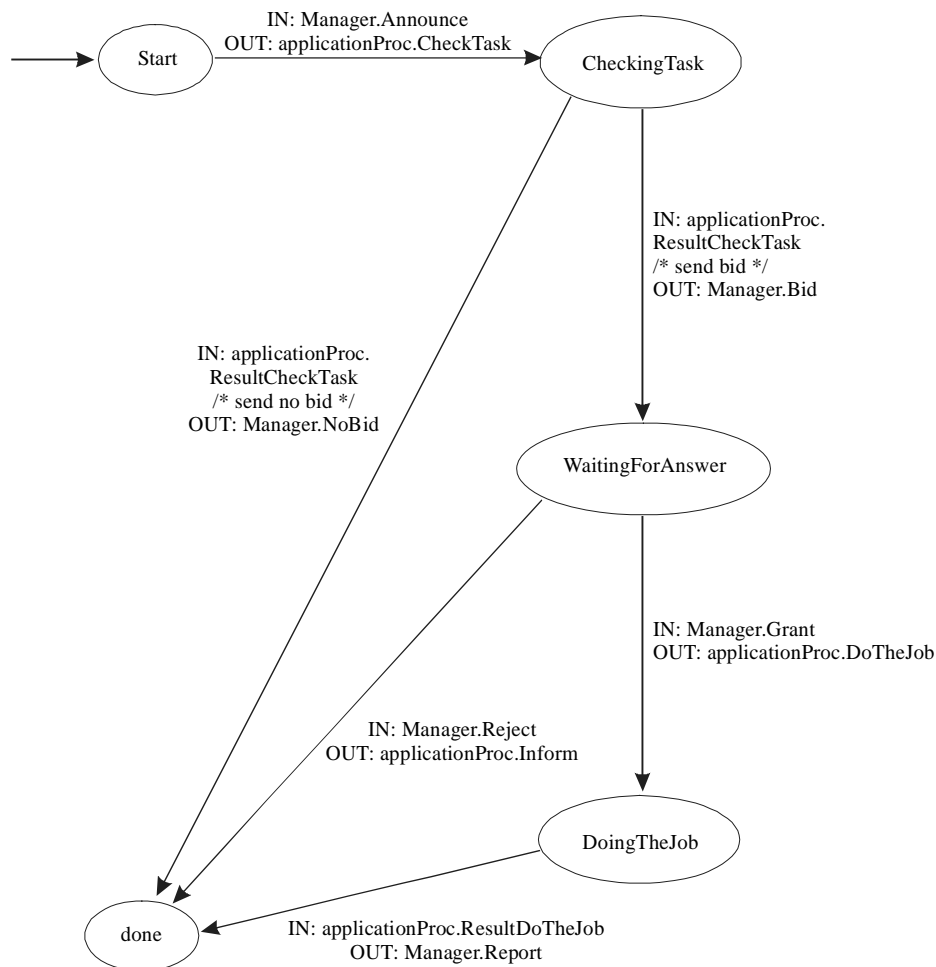 IN: Manager.Announce
OUT: applicationProc.CheckTask
Start
CheckingTask
IN: applicationProc.
ResultCheckTask
/* send bid */
OUT: Manager.Bid
IN: applicationProc.
ResultCheckTask
/* send no bid */
OUT: Manager.NoBid
WaitingForAnswer
IN: Manager.Grant
OUT: applicationProc.DoTheJob
IN: Manager.Reject
OUT: applicationProc.Inform
DoingTheJob
done
IN: applicationProc.ResultDoTheJob
OUT: Manager.Report